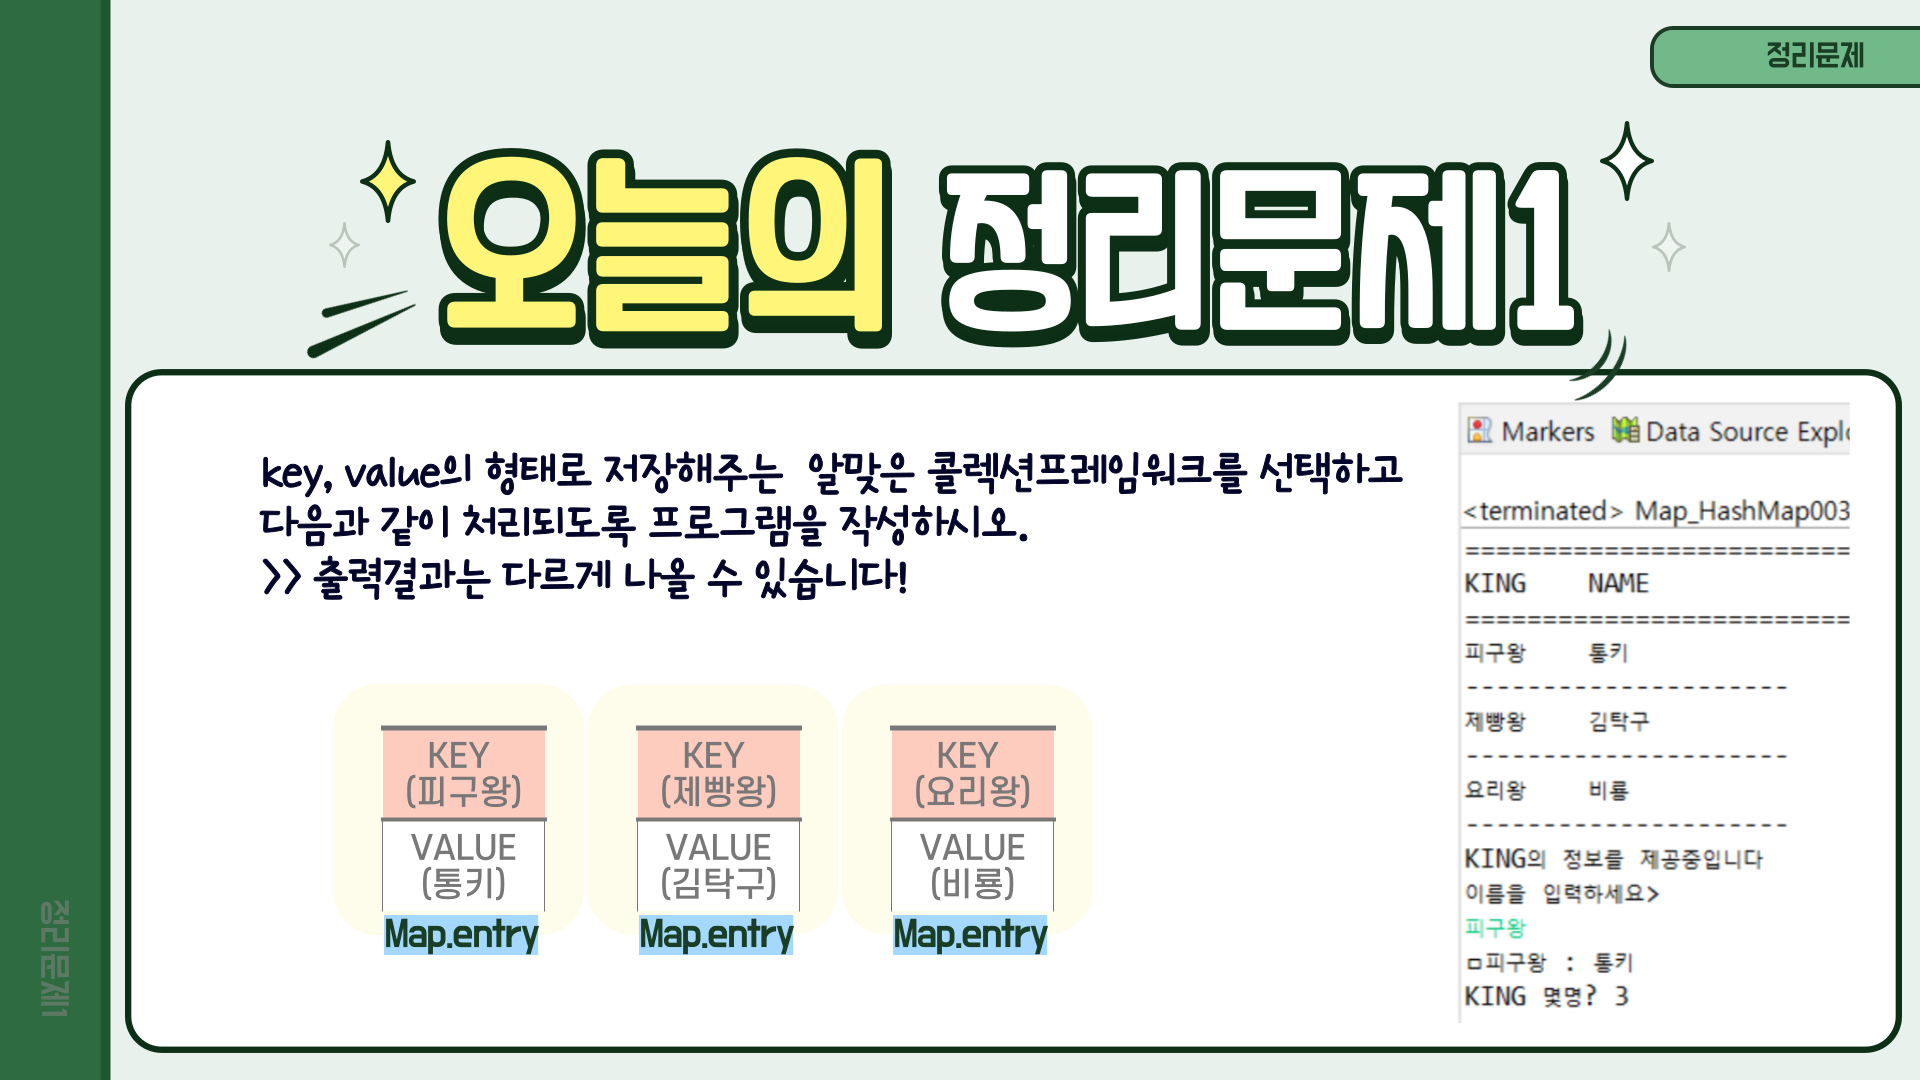 정리문제
오늘의 정리문제1
key, value의 형태로 저장해주는 알맞은 콜렉션프레임워크를 선택하고
다음과 같이 처리되도록 프로그램을 작성하시오.
>> 출력결과는 다르게 나올 수 있습니다!
KEY
(피구왕)
VALUE
(통키)
Map.entry
KEY
(제빵왕)
VALUE
(김탁구)
Map.entry
KEY
(요리왕)
VALUE
(비룡)
Map.entry
Markers Data Source Explo
<terminated> Map_HashMap003
=========================
KING NAME
=========================
피구왕 통키
---------------------
제빵왕 김탁구
---------------------
요리왕 비룡
---------------------
KING의 정보를 제공중입니다
이름을 입력하세요>
피구왕
ㅁ피구왕 : 통키
KING 몇명? 3
정리문제1